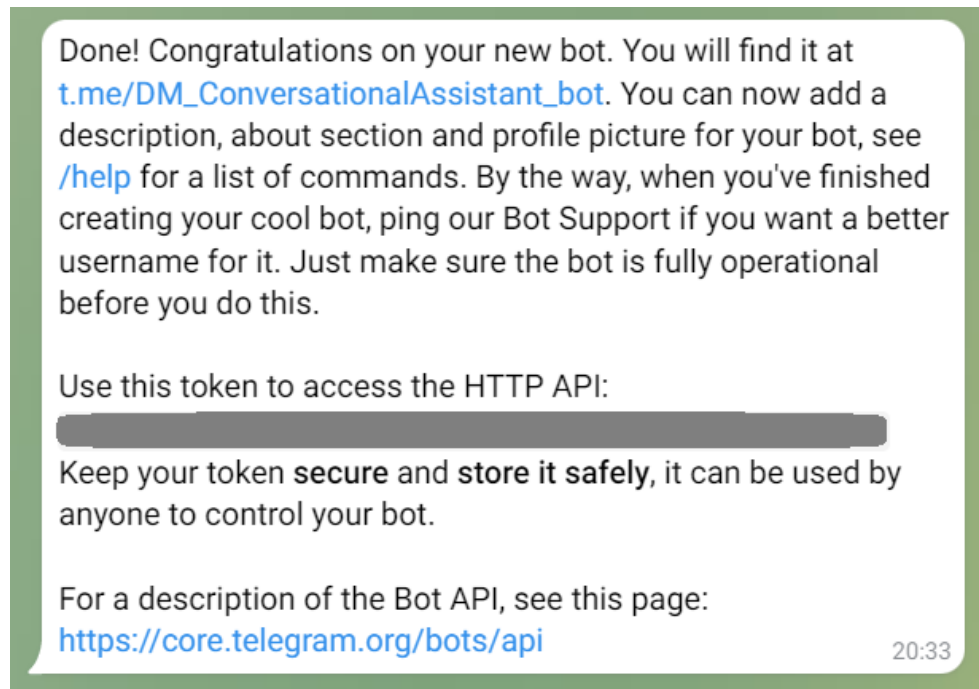 Done! Congratulations on your new bot. You will find it at
t.me/DM_ConversationalAssistant_bot. You can now add a
description, about section and profile picture for your bot, see
/help for a list of commands. By the way, when you've finished
creating your cool bot, ping our Bot Support if you want a better
username for it. Just make sure the bot is fully operational
before you do this.
Use this token to access the HTTP API:
Keep your token secure and store it safely, it can be used by
anyone to control your bot.
For a description of the Bot API, see this page:
https://core.telegram.org/bots/api
20:33